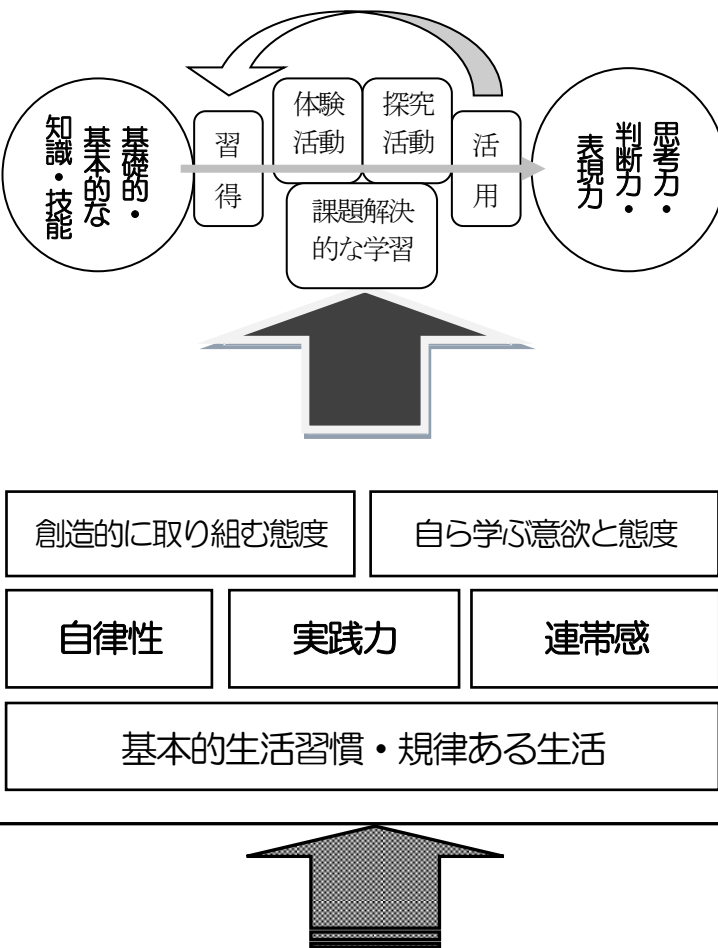 基礎的・
基本的な
知識・技能
習
得
体験
活動
探究
活動
課題解決
的な学習
活
用
思考力・
判断力・
表現力
創造的に取り組む態度
自ら学ぶ意欲と態度
自律性
実践力
連帯感
基本的生活習慣・規律ある生活